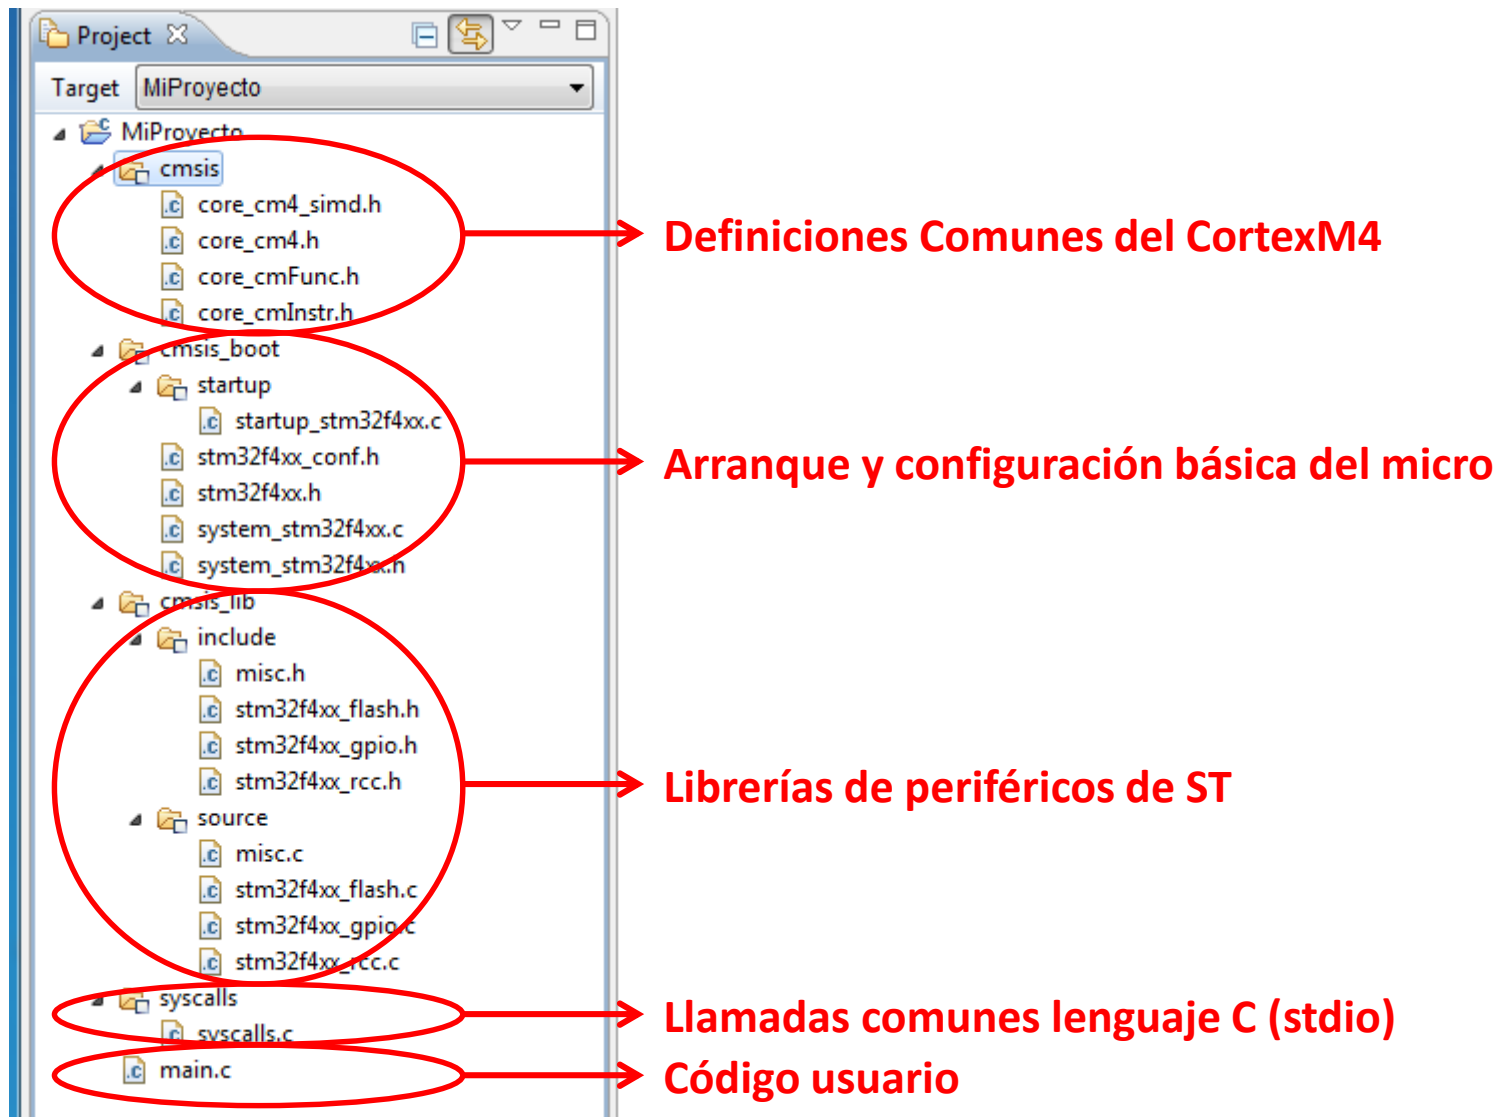 Project
Target MiProyecto
MiProyecto
cmsis
core_cm4_simd.h
core_cm4.h
core_cmFunc.h
core_cmInstr.h
Definiciones Comunes del CortexM4
cmsis_boot
startup
startup_stm32f4xx.c
stm32f4xx_conf.h
stm32f4xx.h
system_stm32f4xx.c
system_stm32f4xx.h
Arranque y configuración básica del micro
cmsis_lib
include
misc.h
stm32f4xx_flash.h
stm32f4xx_gpio.h
stm32f4xx_rcc.h
source
misc.c
stm32f4xx_flash.c
stm32f4xx_gpio.c
stm32f4xx_rcc.c
Librerías de periféricos de ST
syscalls
syscalls.c
Llamadas comunes lenguaje C (stdio)
main.c
Código usuario